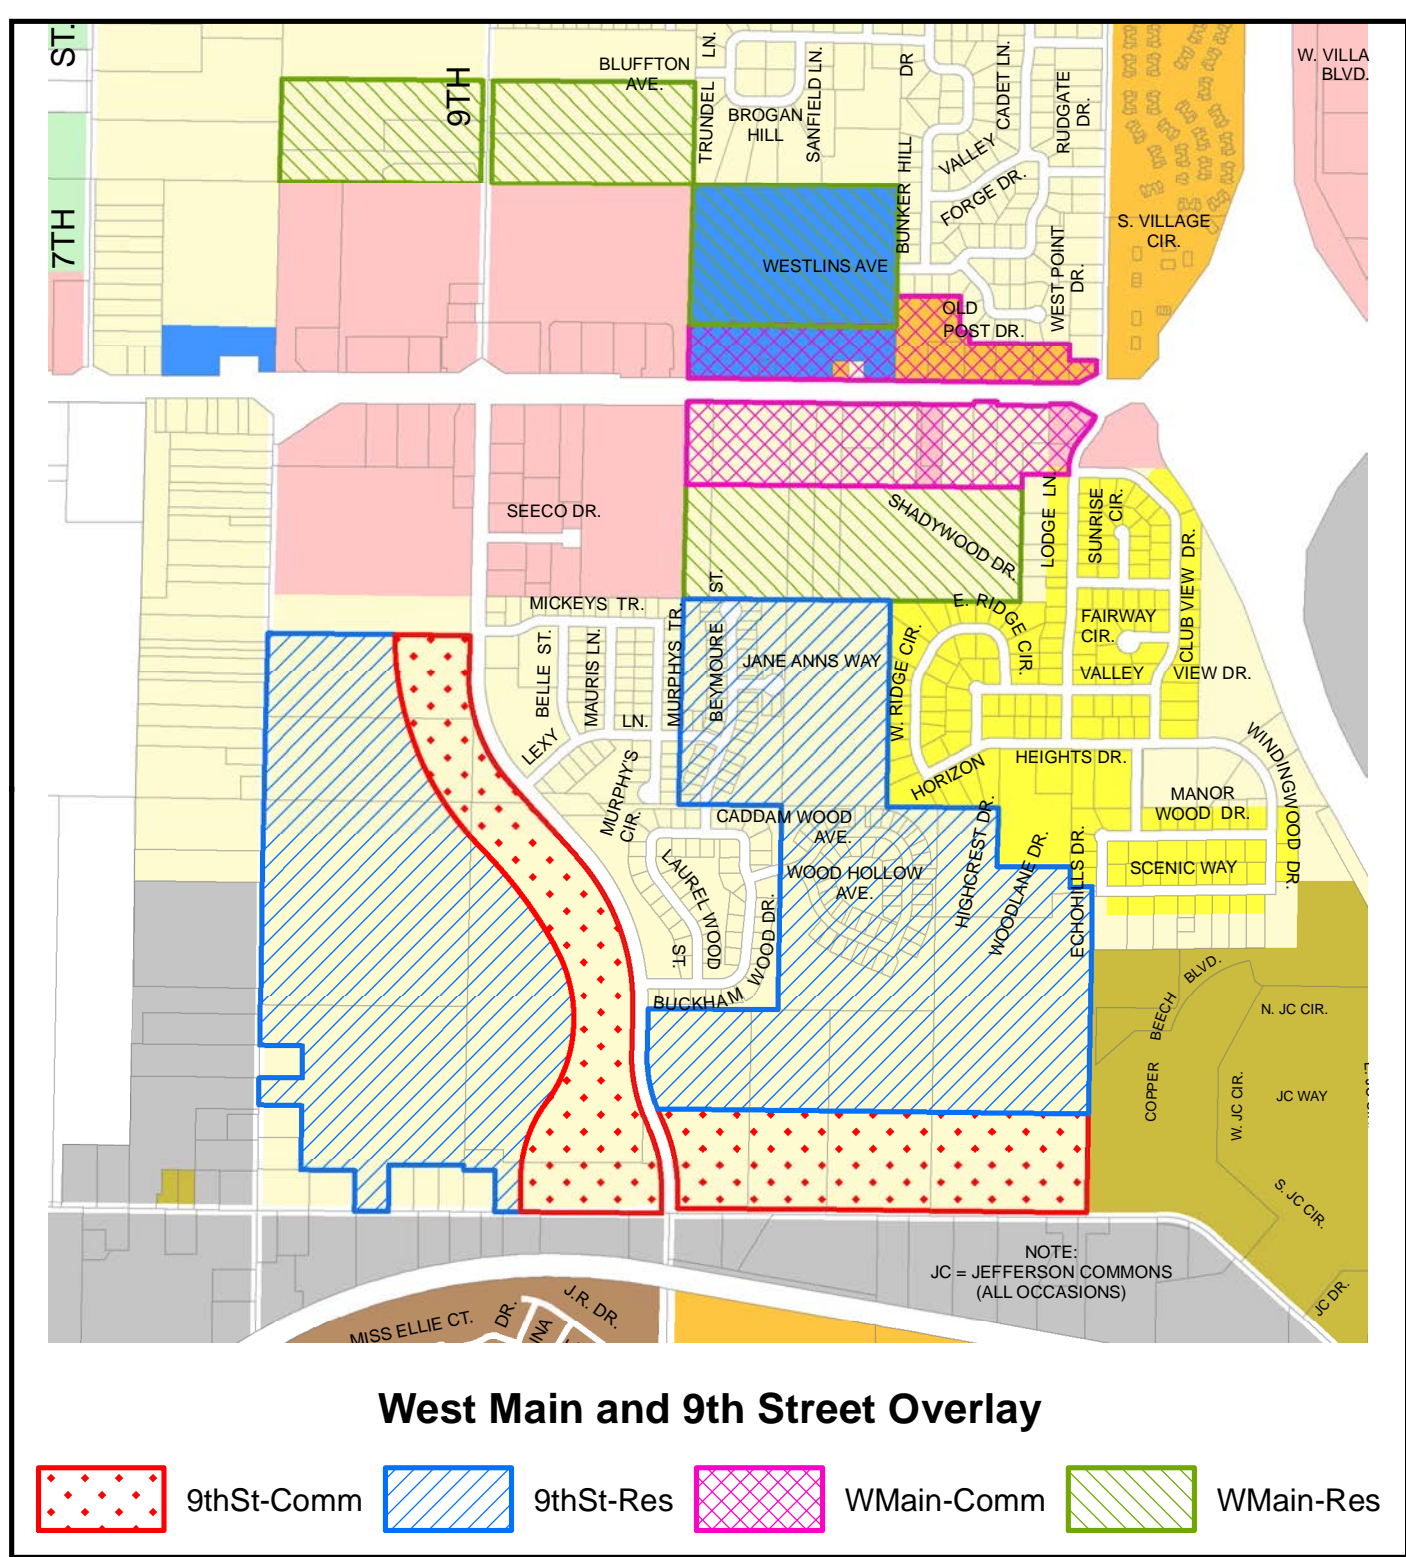 ST.
9TH
7TH
BLUFFTON
AVE.
TRUNDEL
LN.
BROGAN
HILL
SANFIELD LN.
BUNKER HILL
DR
VALLEY
FORGE DR.
CADET LN.
RUDGATE
DR.
WEST POINT
DR.
S. VILLAGE
CIR.
W. VILLA
BLVD.
WESTLINS AVE
OLD
POST DR.
SEECO DR.
SHADYWOOD DR.
LODGE LN.
SUNRISE
CIR.
CLUB VIEW DR.
FAIRWAY
CIR.
VALLEY
VIEW DR.
E. RIDGE CIR.
W. RIDGE CIR.
HORIZON
HEIGHTS DR.
MICKEYS TR.
BELLE ST.
MAURIS LN.
LEXY
LN.
MURPHYS TR.
MURPHY'S
CIR.
BEYMOURE
ST.
JANE ANNS WAY
CADDAM WOOD
AVE.
WOOD HOLLOW
AVE.
LAUREL WOOD
ST.
BUCKHAM
WOOD DR.
HIGHCREST DR.
WOODLANE DR.
ECHOHILLS DR.
MANOR
WOOD DR.
SCENIC WAY
WINDINGWOOD DR.
COPPER
BEECH
BLVD.
N. JC CIR.
W. JC CIR.
JC WAY
S. JC CIR.
JC DR.
NOTE:
JC = JEFFERSON COMMONS
(ALL OCCASIONS)
MISS ELLIE CT.
DR.
INA
J.R. DR.
West Main and 9th Street Overlay
9thSt-Comm
9thSt-Res
WMain-Comm
WMain-Res